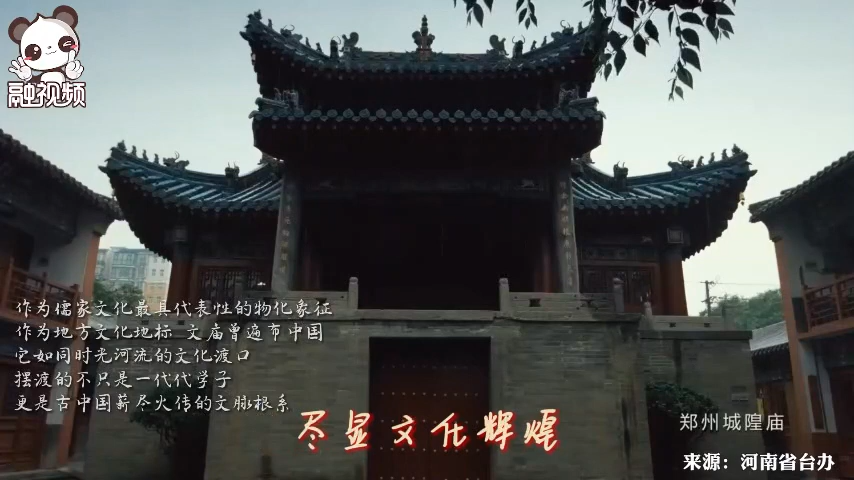 融视频
作为儒家文化最具代表性的物化象征
作为地方文化地标 文庙曾遍布中国
它如同时光河流的文化渡口
摆渡的不只是一代代学子
更是古中国薪尽火传的文脉根系
尽显文化辉煌
郑州城隍庙
来源：河南省台办